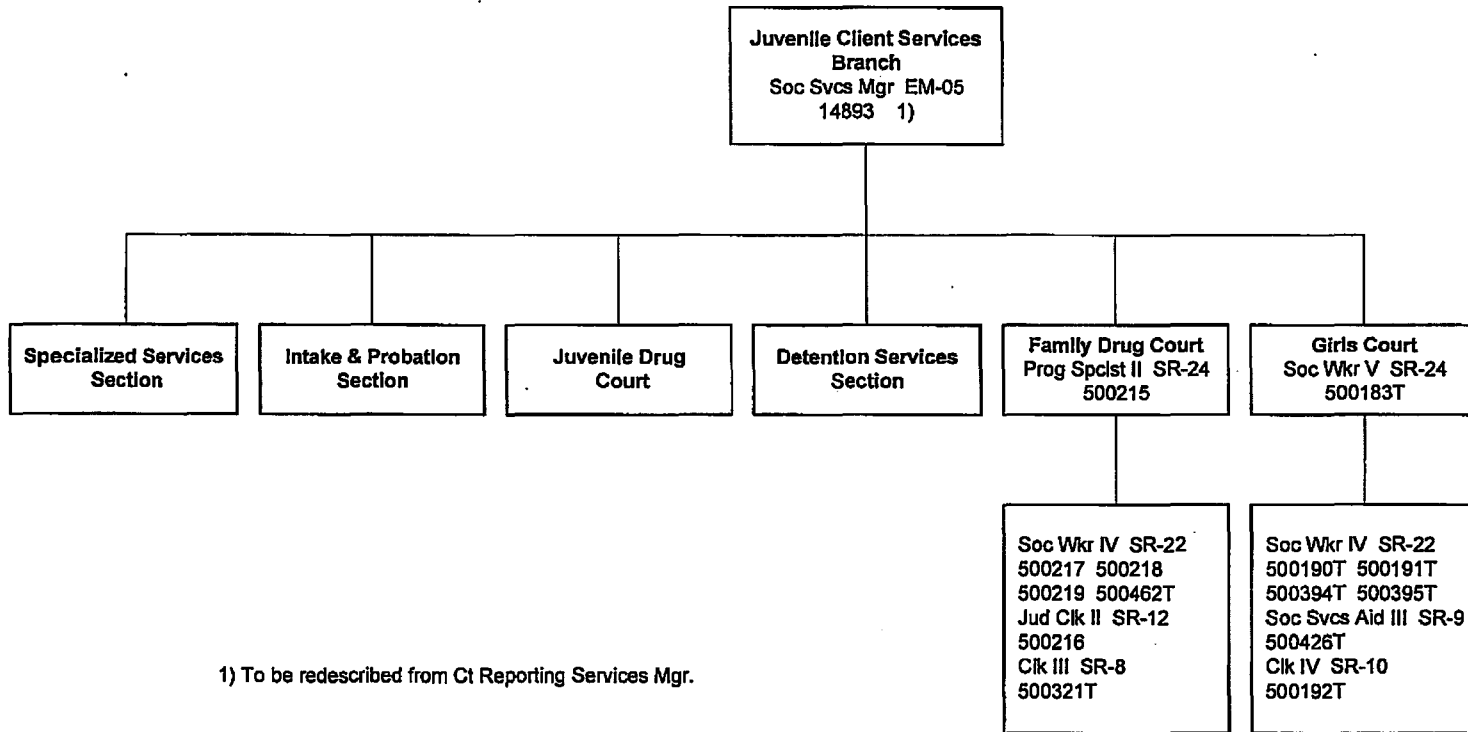 Juvenile Client Services
Branch
Soc Svcs Mgr EM-05
14893 1)
Specialized Services
Section
Intake & Probation
Section
Juvenile Drug
Court
Detention Services
Section
Family Drug Court
Prog Spclst II SR-24
500215
Girls Court
Soc Wkr V SR-24
500183T
Soc Wkr IV SR-22
500217 500218
500219 500462T
Jud Clk II SR-12
500216
Clk III SR-8
500321T
Soc Wkr IV SR-22
500190T 500191T
500394T 500395T
Soc Svcs Aid III SR-9
500426T
Clk IV SR-10
500192T
1) To be redescribed from Ct Reporting Services Mgr.